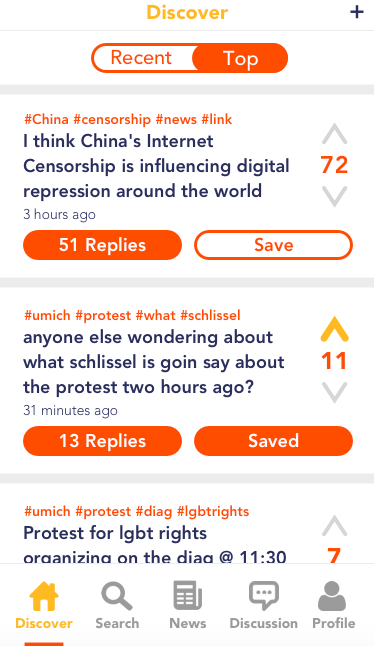 Discover
+
Recent Top
#China #censorship #news #link
I think China's Internet
Censorship is influencing digital
repression around the world
72
3 hours ago
51 Replies Save
#umich #protest #what #schlissel
anyone else wondering about
what schlissel is goin say about
the protest two hours ago?
11
31 minutes ago
13 Replies Saved
#umich #protest #diag #lgbtrights
Protest for lgbt rights
organizing on the diag @ 11:30
7
Discover Search News Discussion Profile